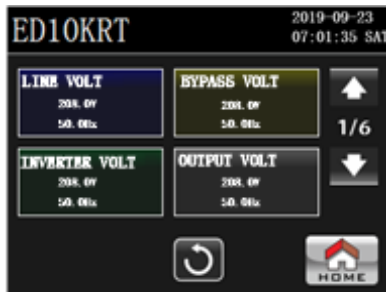 ED10KRT
2019-09-23
07:01:35 SAT
LINE VOLT
208.0V
50.0Hz
BYPASS VOLT
208.0V
50.0Hz
1/6
INVERTER VOLT
208.0V
50.0Hz
OUTPUT VOLT
208.0V
50.0Hz
HOME